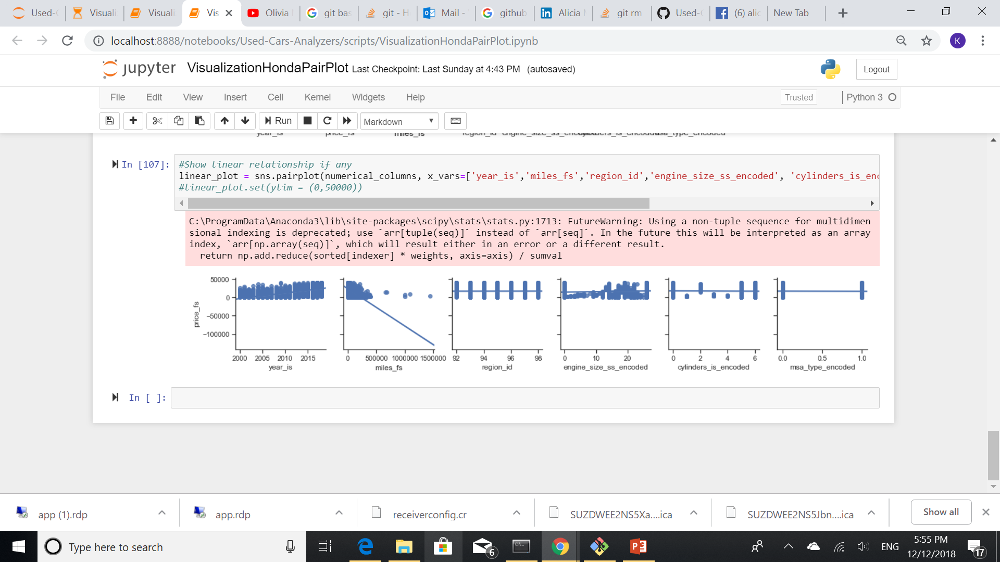 Used-
Visuali
Visuali
Vis
Olivia
git bas
git - H
Mail -
github
Alicia
git rm
Used-
(6) alic
New Tab
localhost:8888/notebooks/Used-Cars-Analyzers/scripts/VisualizationHondaPairPlot.ipynb
K
jupyter VisualizationHondaPairPlot Last Checkpoint: Last Sunday at 4:43 PM (autosaved)
Logout
File Edit View Insert Cell Kernel Widgets Help
Trusted
Python 3
Run
Markdown
year_is price_fs miles_fs region_id engine_size_ss_encoded cylinders_is_encoded msa_type_encoded
In [107]:
#Show linear relationship if any
linear_plot = sns.pairplot(numerical_columns, x_vars=['year_is','miles_fs','region_id','engine_size_ss_encoded', 'cylinders_is_enc
#linear_plot.set(ylim = (0,50000))
C:\ProgramData\Anaconda3\lib\site-packages\scipy\stats\stats.py:1713: FutureWarning: Using a non-tuple sequence for multidimen
sional indexing is deprecated; use `arr[tuple(seq)]` instead of `arr[seq]`. In the future this will be interpreted as an array
index, `arr[np.array(seq)]`, which will result either in an error or a different result.
return np.add.reduce(sorted[indexer] * weights, axis=axis) / sumval
50000
0
−50000
−100000
price_fs
2000 2005 2010 2015
year_is
0 500000 1000000 1500000
miles_fs
92 94 96 98
region_id
0 10 20
engine_size_ss_encoded
0 2 4 6
cylinders_is_encoded
0.0 0.5 1.0
msa_type_encoded
In [ ]:
app (1).rdp
app.rdp
receiverconfig.cr
SUZDWEE2NS5Xa....ica
SUZDWEE2NS5Jbn....ica
Show all
Type here to search
6
ENG
5:55 PM
12/12/2018
17